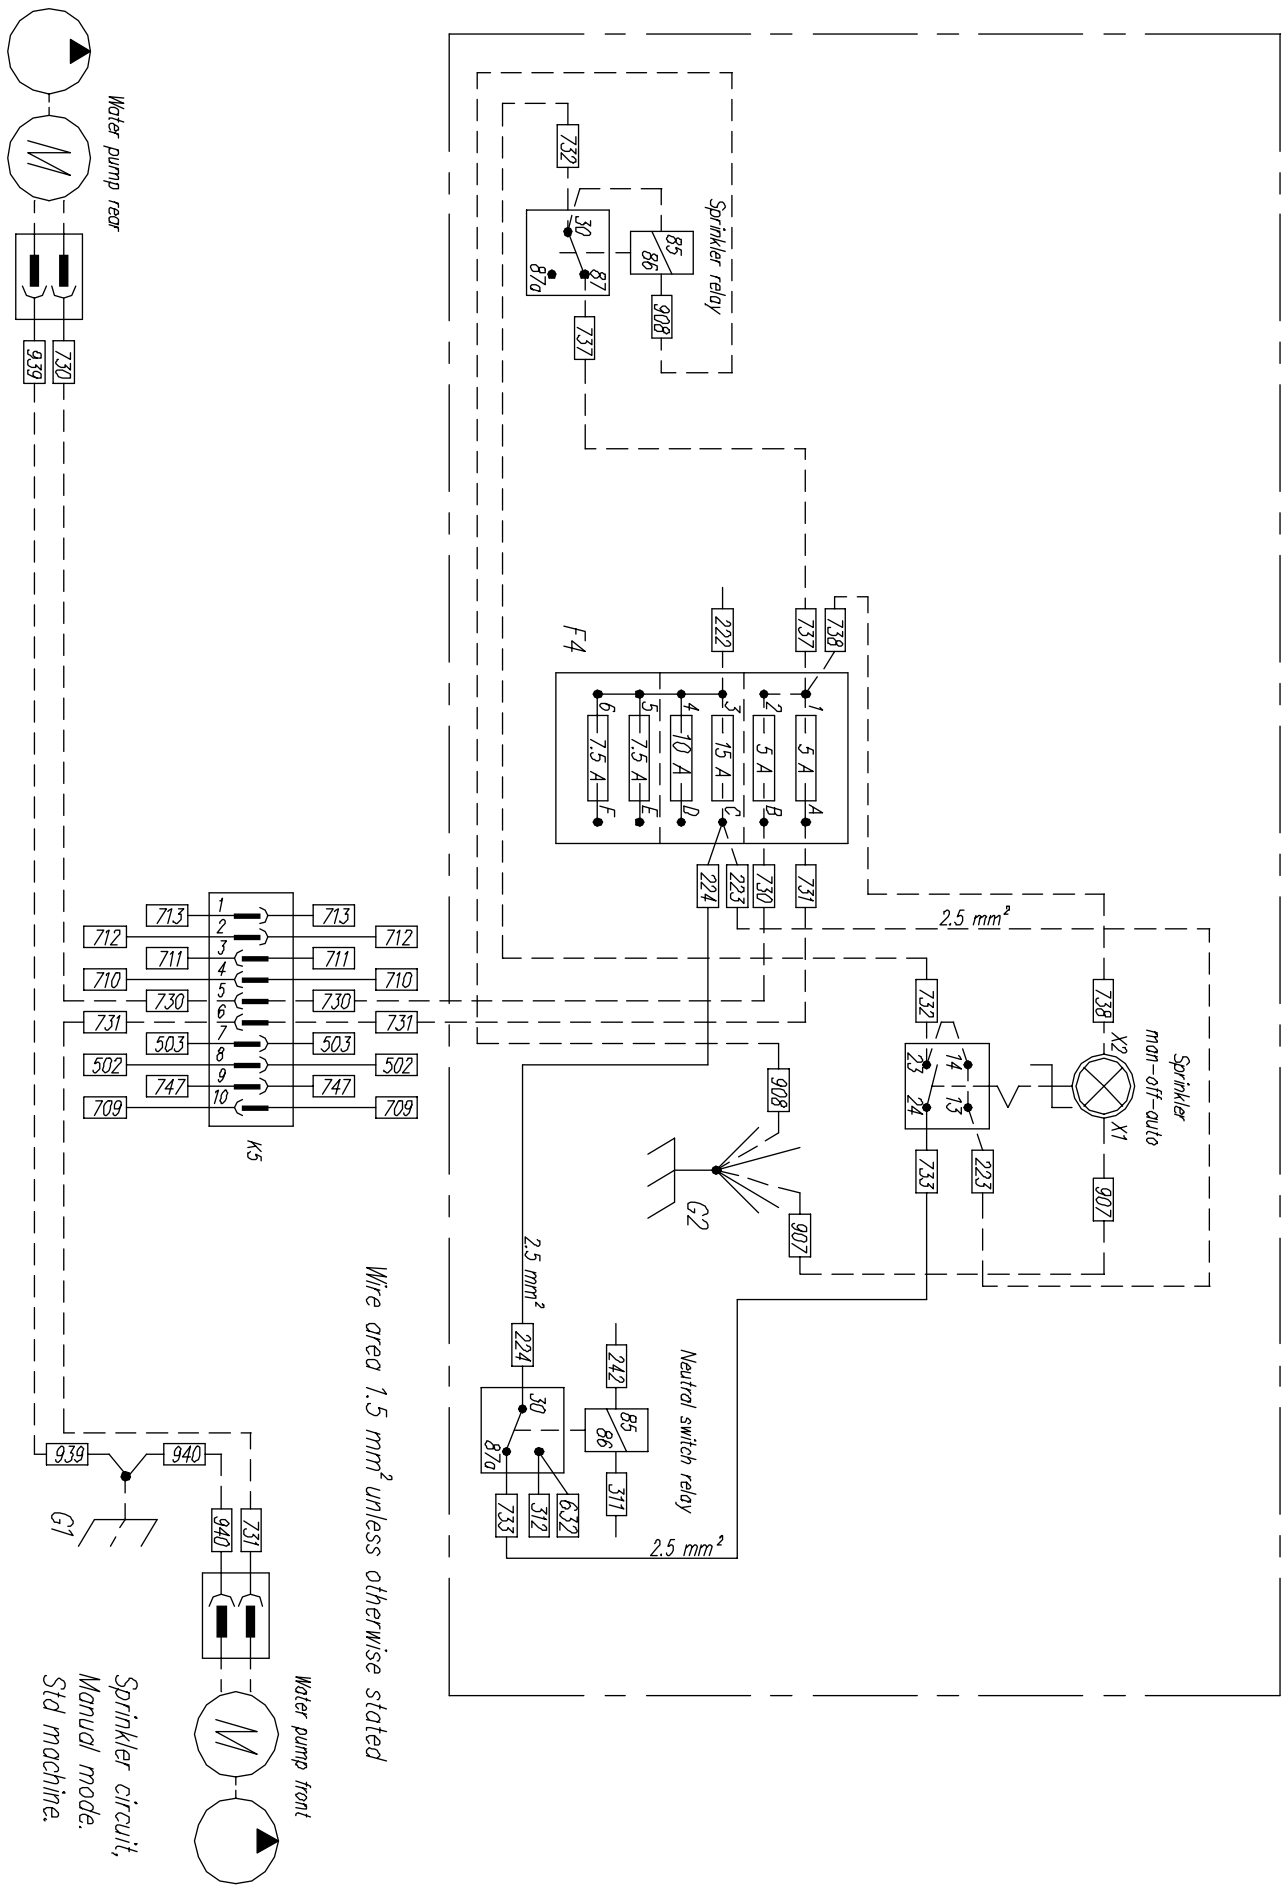 Sprinkler
man-off-auto
738
X2
X1
907
2.5 mm²
732
14
13
23
24
733
223
Sprinkler relay
732
30
87
87a
85
86
908
737
738
737
222
F4
1
5 A
A
2
5 A
B
3
15 A
C
4
10 A
D
5
7.5 A
E
6
7.5 A
F
731
730
223
224
908
G2
907
2.5 mm²
Neutral switch relay
242
85
86
311
224
30
87a
733
312
632
2.5 mm²
Wire area 1.5 mm² unless otherwise stated
713
1
713
712
2
712
711
3
711
710
4
710
730
5
730
731
6
731
503
7
503
502
8
502
747
9
747
709
10
709
K5
Water pump rear
M
730
939
939
940
G1
731
940
Water pump front
M
Sprinkler circuit,
Manual mode.
Std machine.